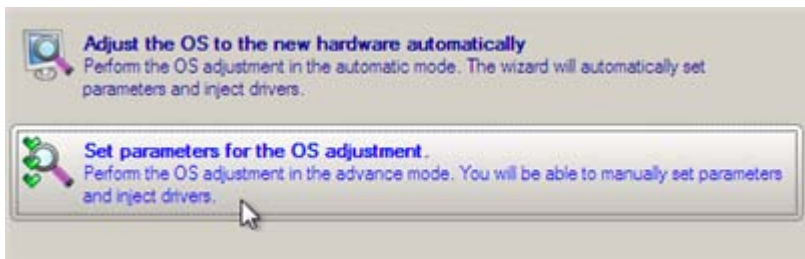 Adjust the OS to the new hardware automatically
Perform the OS adjustment in the automatic mode. The wizard will automatically set
parameters and inject drivers.
Set parameters for the OS adjustment.
Perform the OS adjustment in the advance mode. You will be able to manually set parameters
and inject drivers.